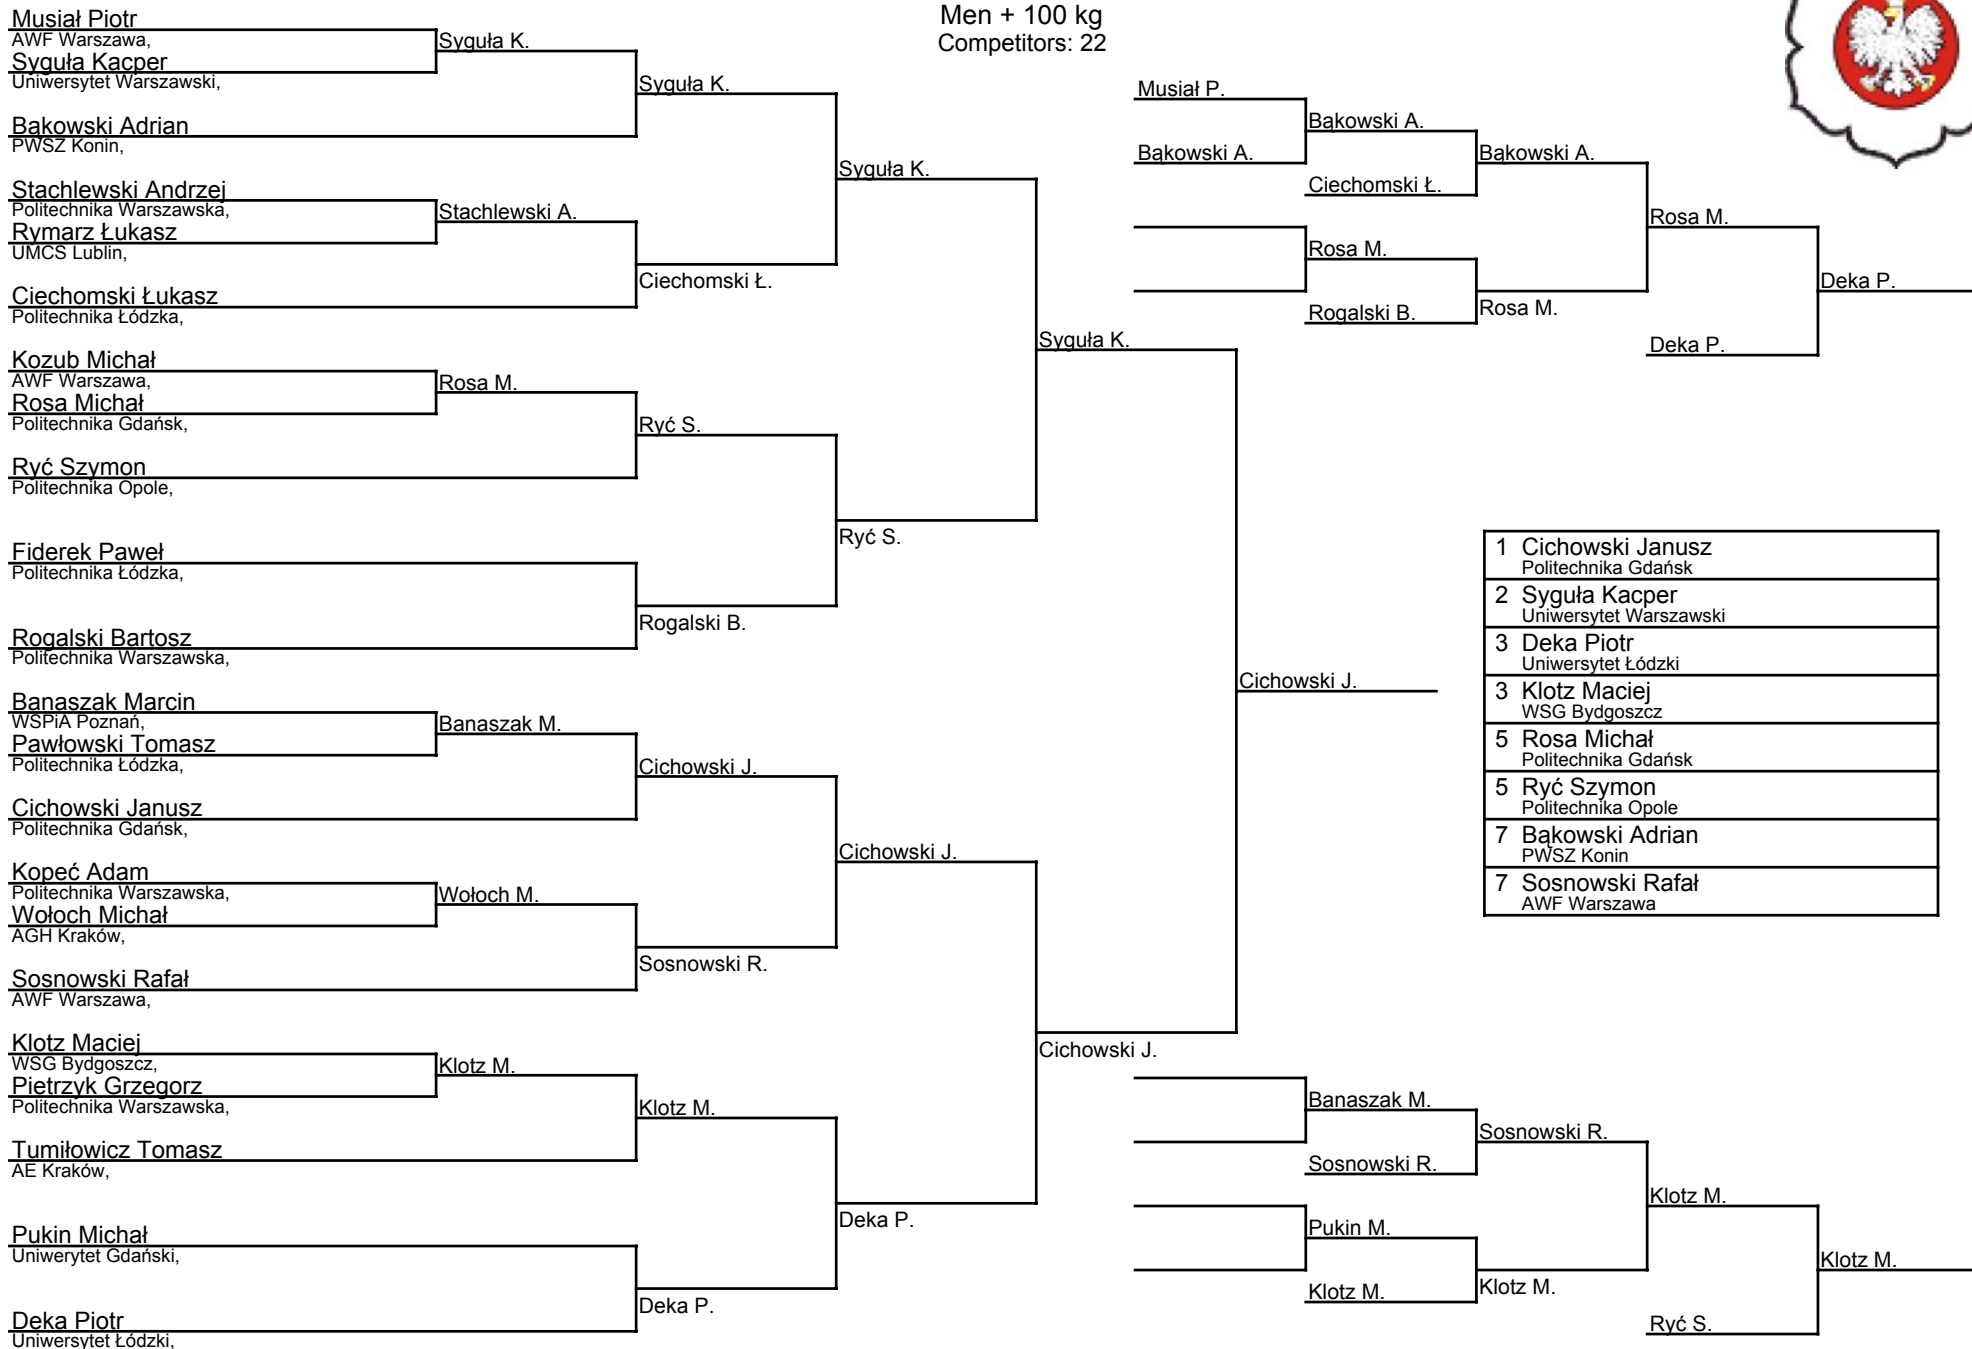 Men + 100 kg
Competitors: 22
Musiał Piotr
AWF Warszawa,
Syguła Kacper
Uniwersytet Warszawski,
Bąkowski Adrian
PWSZ Konin,
Stachlewski Andrzej
Politechnika Warszawska,
Rymarz Łukasz
UMCS Lublin,
Ciechomski Łukasz
Politechnika Łódzka,
Kozub Michał
AWF Warszawa,
Rosa Michał
Politechnika Gdańsk,
Ryć Szymon
Politechnika Opole,
Fiderek Paweł
Politechnika Łódzka,
Rogalski Bartosz
Politechnika Warszawska,
Banaszak Marcin
WSPiA Poznań,
Pawłowski Tomasz
Politechnika Łódzka,
Cichowski Janusz
Politechnika Gdańsk,
Kopeć Adam
Politechnika Warszawska,
Wołoch Michał
AGH Kraków,
Sosnowski Rafał
AWF Warszawa,
Klotz Maciej
WSG Bydgoszcz,
Pietrzyk Grzegorz
Politechnika Warszawska,
Tumiłowicz Tomasz
AE Kraków,
Pukin Michał
Uniwerytet Gdański,
Deka Piotr
Uniwersytet Łódzki,
Syguła K.
Stachlewski A.
Rosa M.
Banaszak M.
Wołoch M.
Klotz M.
Syguła K.
Ciechomski Ł.
Ryć S.
Rogalski B.
Cichowski J.
Sosnowski R.
Klotz M.
Deka P.
Syguła K.
Ryć S.
Cichowski J.
Deka P.
Syguła K.
Cichowski J.
Cichowski J.
Musiał P.
Bąkowski A.
Bąkowski A.
Ciechomski Ł.
Rosa M.
Rogalski B.
Bąkowski A.
Rosa M.
Rosa M.
Deka P.
Deka P.
1 Cichowski Janusz
Politechnika Gdańsk
2 Syguła Kacper
Uniwersytet Warszawski
3 Deka Piotr
Uniwersytet Łódzki
3 Klotz Maciej
WSG Bydgoszcz
5 Rosa Michał
Politechnika Gdańsk
5 Ryć Szymon
Politechnika Opole
7 Bąkowski Adrian
PWSZ Konin
7 Sosnowski Rafał
AWF Warszawa
Banaszak M.
Sosnowski R.
Pukin M.
Klotz M.
Sosnowski R.
Klotz M.
Klotz M.
Ryć S.
Klotz M.